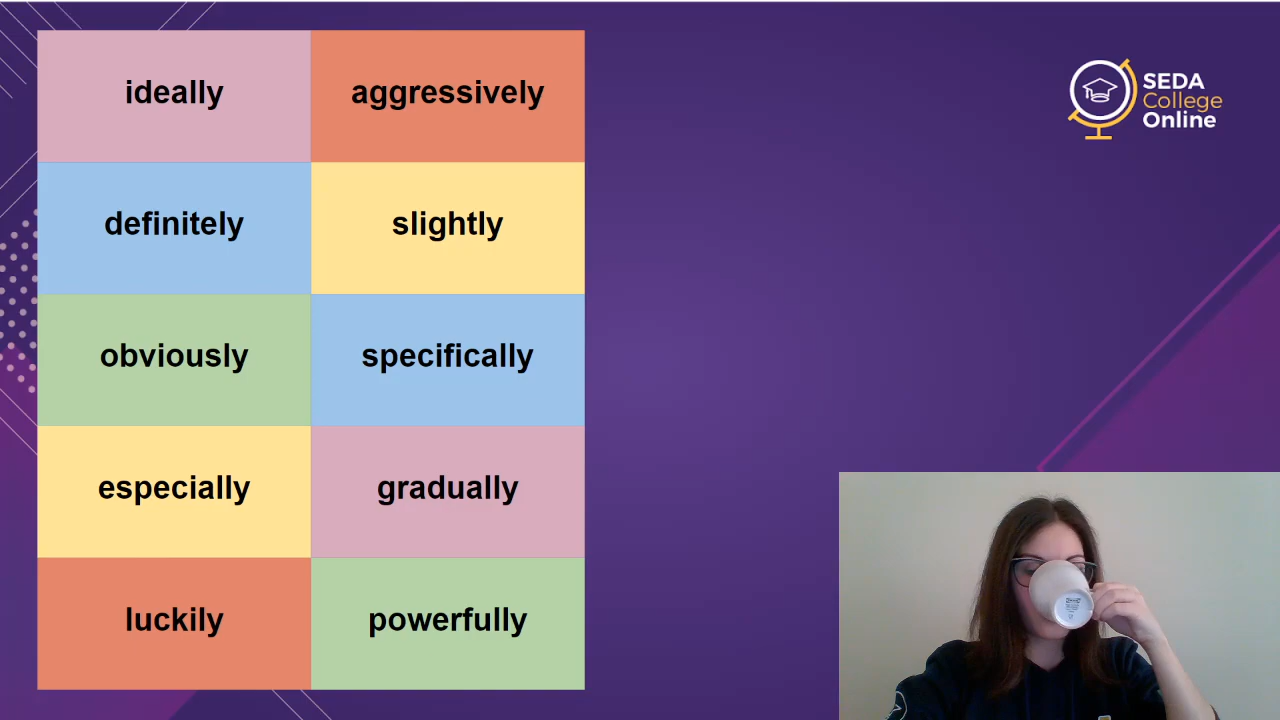 ideally aggressively
definitely slightly
obviously specifically
especially gradually
luckily powerfully
SEDA
College
Online